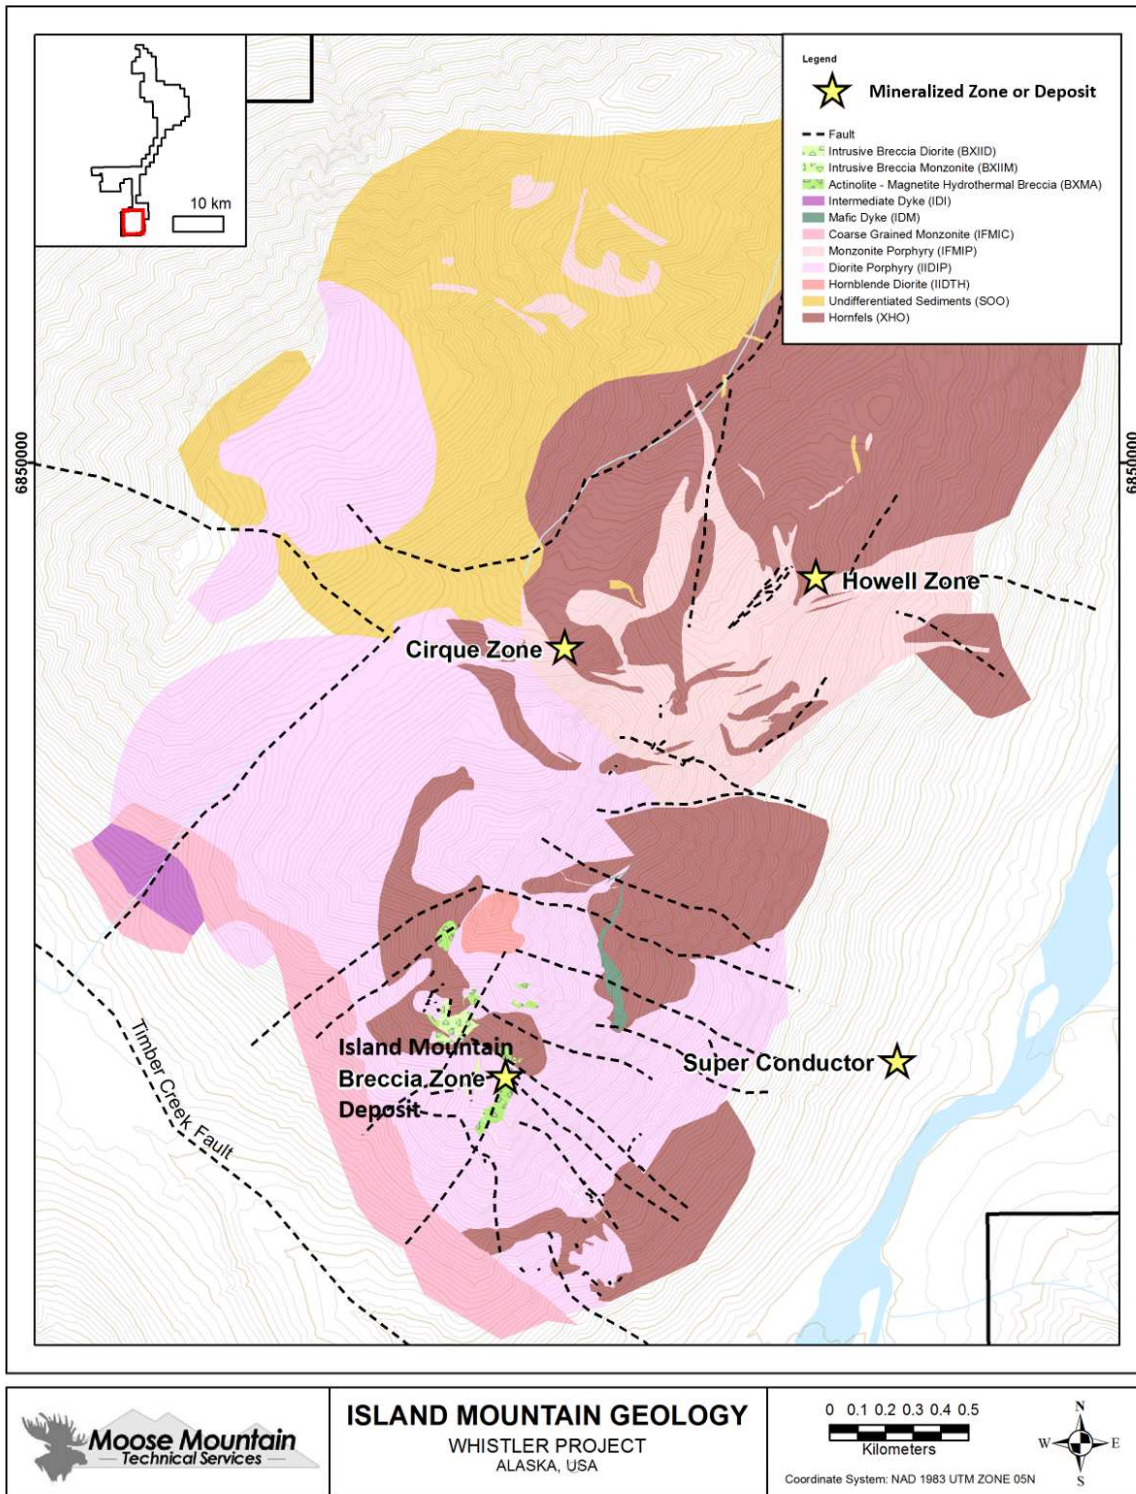 10 km
Legend
Mineralized Zone or Deposit
Fault
Intrusive Breccia Diorite (BXIID)
Intrusive Breccia Monzonite (BXIIM)
Actinolite - Magnetite Hydrothermal Breccia (BXMA)
Intermediate Dyke (IDI)
Mafic Dyke (IDM)
Coarse Grained Monzonite (IFMIC)
Monzonite Porphyry (IFMIP)
Diorite Porphyry (IIDIP)
Hornblende Diorite (IIDTH)
Undifferentiated Sediments (SOO)
Hornfels (XHO)
6850000
6850000
Howell Zone
Cirque Zone
Island Mountain
Breccia Zone
Deposit
Super Conductor
Timber Creek Fault
Moose Mountain
Technical Services
ISLAND MOUNTAIN GEOLOGY
WHISTLER PROJECT
ALASKA, USA
0 0.1 0.2 0.3 0.4 0.5
Kilometers
Coordinate System: NAD 1983 UTM ZONE 05N
N
W E
S